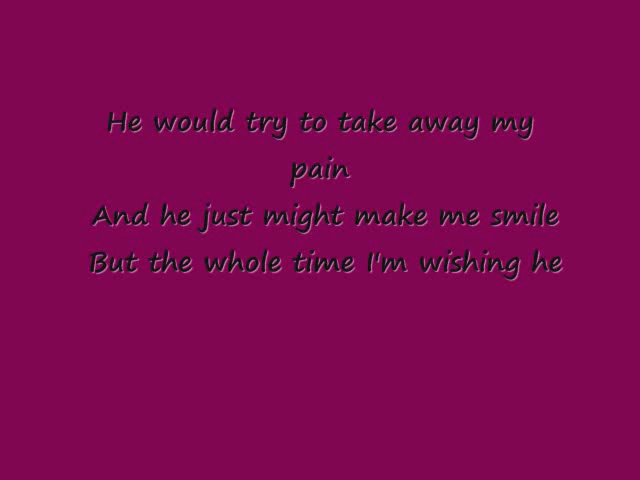 He would try to take away my
pain
And he just might make me smile
But the whole time I'm wishing he